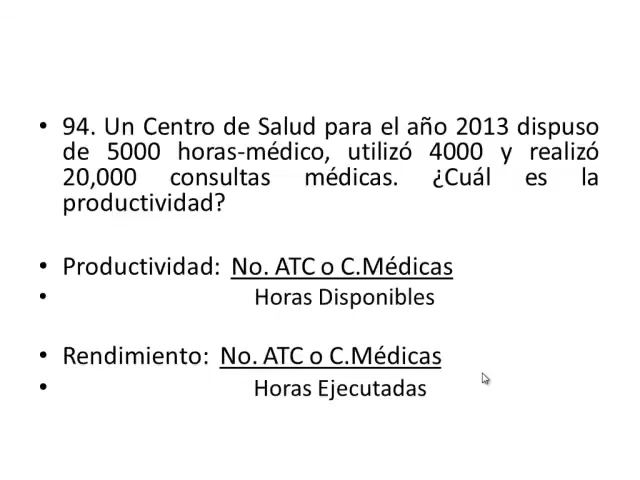 • 94. Un Centro de Salud para el año 2013 dispuso
de 5000 horas-médico, utilizó 4000 y realizó
20,000 consultas médicas. ¿Cuál es la
productividad?
• Productividad: No. ATC o C.Médicas
• Horas Disponibles
• Rendimiento: No. ATC o C.Médicas
• Horas Ejecutadas